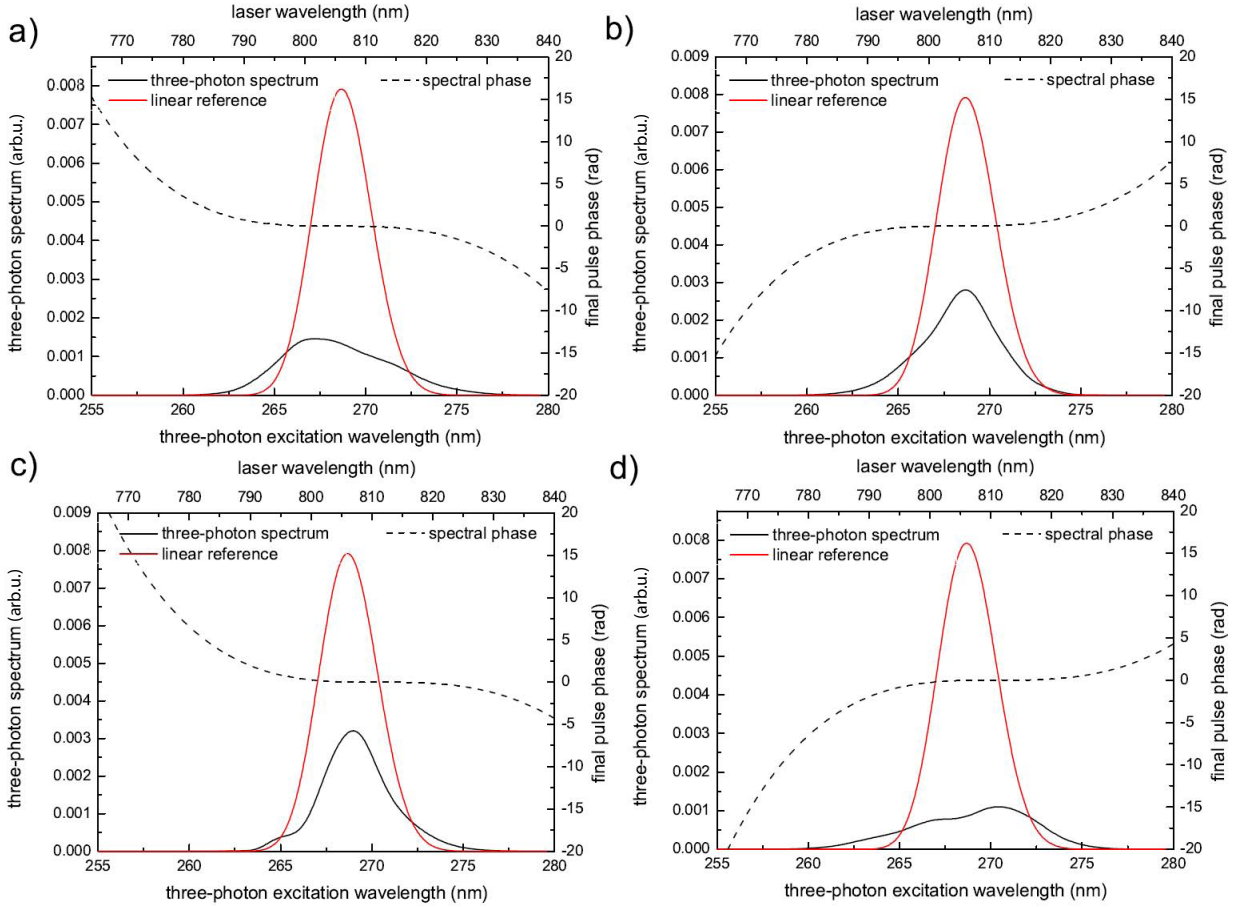 a)
laser wavelength (nm)
770 780 790 800 810 820 830 840
three-photon spectrum (arb.u.)
0.008
0.007
0.006
0.005
0.004
0.003
0.002
0.001
0.000
three-photon spectrum
linear reference
spectral phase
20
15
10
5
0
-5
-10
-15
-20
final pulse phase (rad)
255 260 265 270 275 280
three-photon excitation wavelength (nm)
b)
laser wavelength (nm)
770 780 790 800 810 820 830 840
three-photon spectrum (arb.u.)
0.009
0.008
0.007
0.006
0.005
0.004
0.003
0.002
0.001
0.000
three-photon spectrum
linear reference
spectral phase
20
15
10
5
0
-5
-10
-15
-20
final pulse phase (rad)
255 260 265 270 275 280
three-photon excitation wavelength (nm)
c)
laser wavelength (nm)
770 780 790 800 810 820 830 840
three-photon spectrum (arb.u.)
0.009
0.008
0.007
0.006
0.005
0.004
0.003
0.002
0.001
0.000
three-photon spectrum
linear reference
spectral phase
20
15
10
5
0
-5
-10
-15
-20
final pulse phase (rad)
255 260 265 270 275 280
three-photon excitation wavelength (nm)
d)
laser wavelength (nm)
770 780 790 800 810 820 830 840
three-photon spectrum (arb.u.)
0.008
0.007
0.006
0.005
0.004
0.003
0.002
0.001
0.000
three-photon spectrum
linear reference
spectral phase
20
15
10
5
0
-5
-10
-15
-20
final pulse phase (rad)
255 260 265 270 275 280
three-photon excitation wavelength (nm)